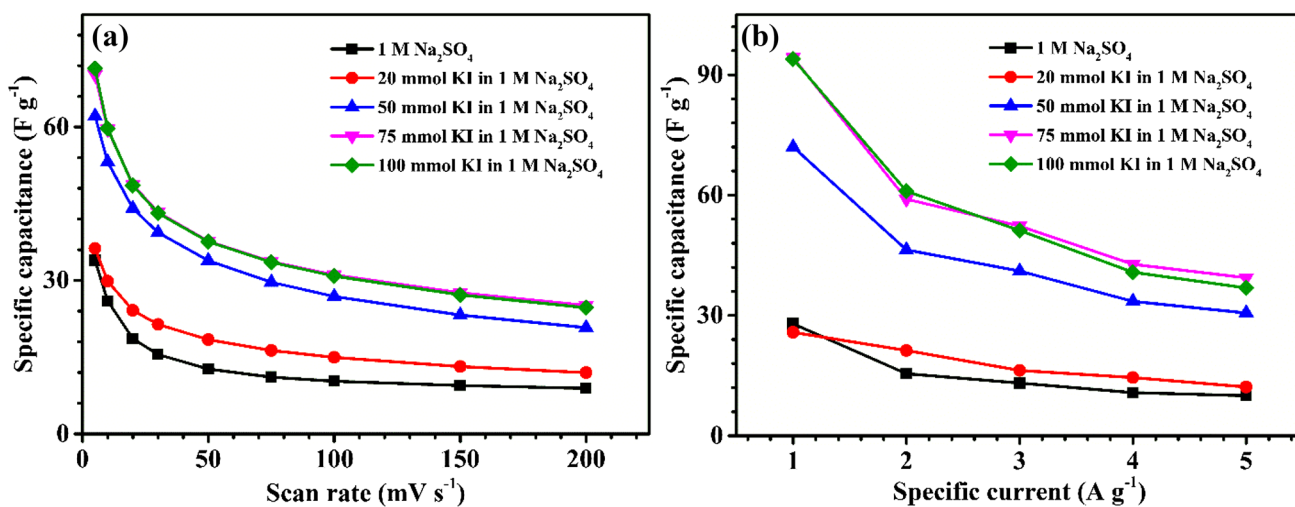 (a)
1 M Na₂SO₄
20 mmol KI in 1 M Na₂SO₄
50 mmol KI in 1 M Na₂SO₄
75 mmol KI in 1 M Na₂SO₄
100 mmol KI in 1 M Na₂SO₄
Specific capacitance (F g⁻¹)
60
30
0
0 50 100 150 200
Scan rate (mV s⁻¹)
(b)
1 M Na₂SO₄
20 mmol KI in 1 M Na₂SO₄
50 mmol KI in 1 M Na₂SO₄
75 mmol KI in 1 M Na₂SO₄
100 mmol KI in 1 M Na₂SO₄
Specific capacitance (F g⁻¹)
90
60
30
0
1 2 3 4 5
Specific current (A g⁻¹)